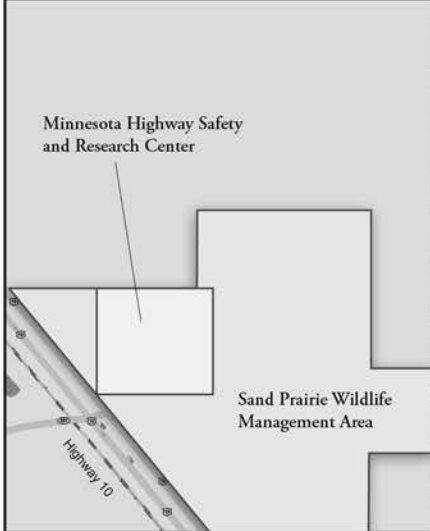 Minnesota Highway Safety
and Research Center
Sand Prairie Wildlife
Management Area
Highway 10